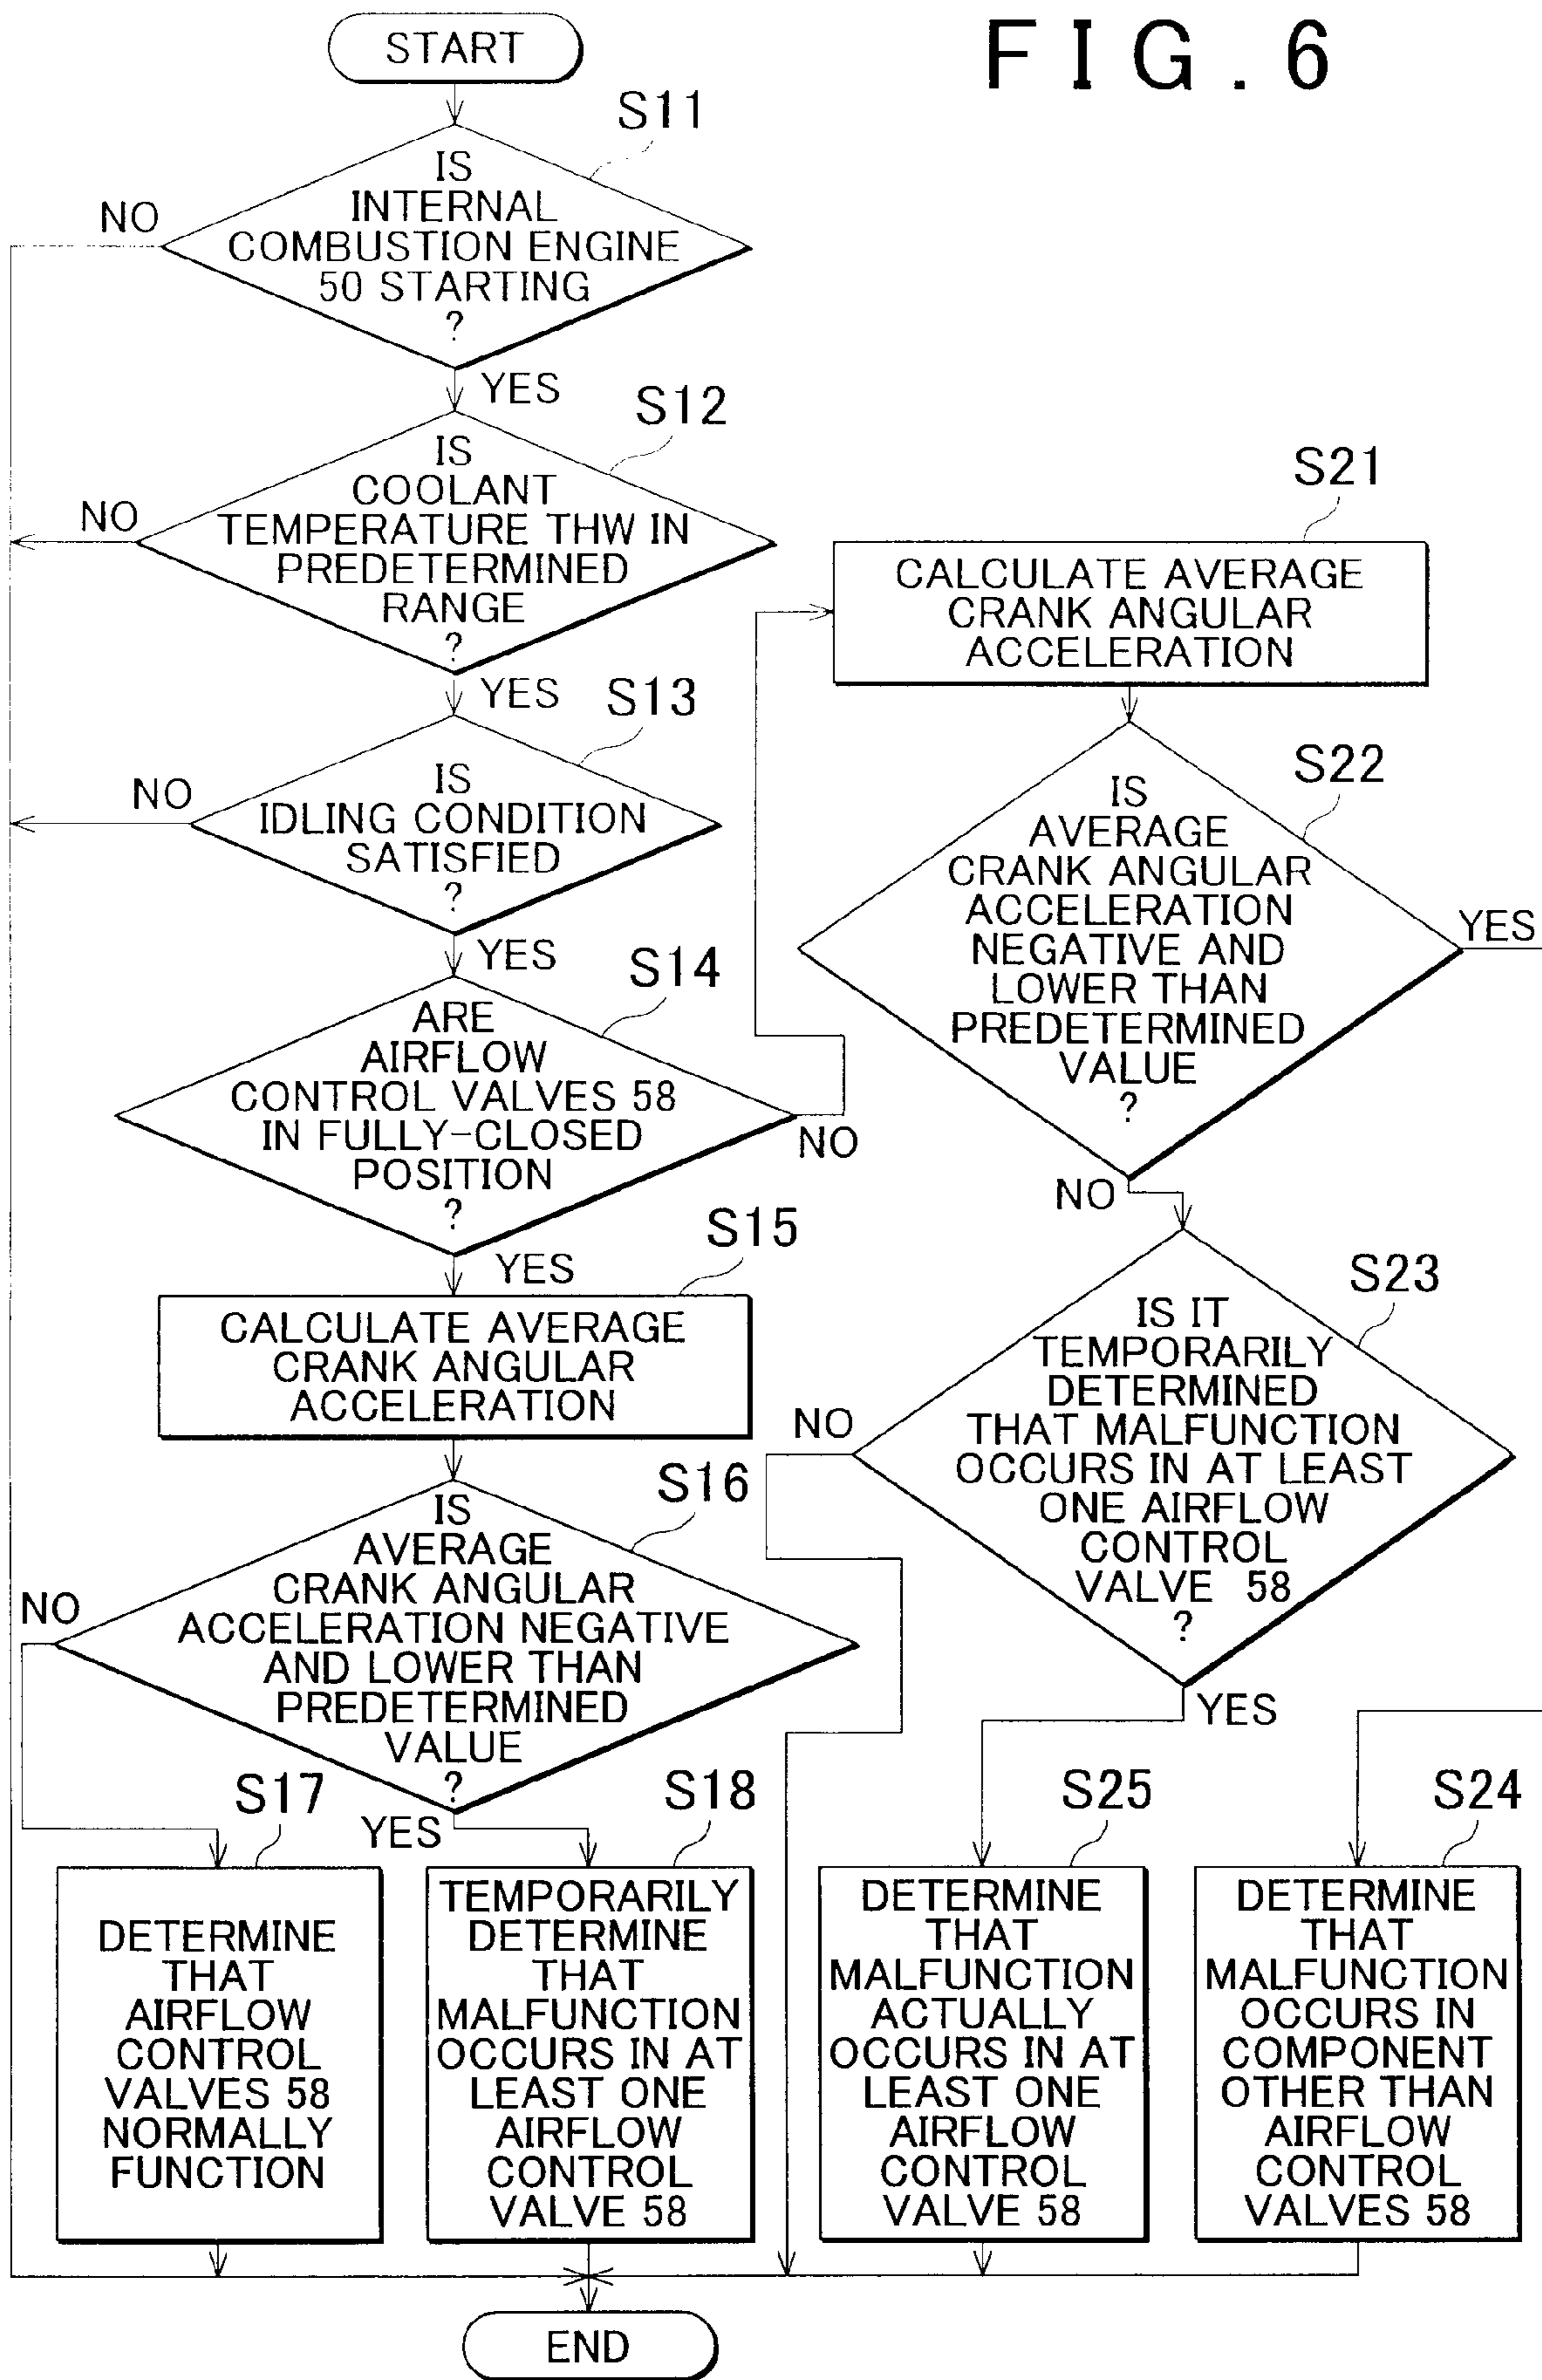 FIG. 6
START
S11
IS
INTERNAL
COMBUSTION ENGINE
50 STARTING
?
NO
YES
S12
IS
COOLANT
TEMPERATURE THW IN
PREDETERMINED
RANGE
?
NO
YES
S13
IS
IDLING CONDITION
SATISFIED
?
NO
YES
S14
ARE
AIRFLOW
CONTROL VALVES 58
IN FULLY-CLOSED
POSITION
?
NO
YES
S15
CALCULATE AVERAGE
CRANK ANGULAR
ACCELERATION
S16
IS
AVERAGE
CRANK ANGULAR
ACCELERATION NEGATIVE
AND LOWER THAN
PREDETERMINED
VALUE
?
NO
YES
S17
DETERMINE
THAT
AIRFLOW
CONTROL
VALVES 58
NORMALLY
FUNCTION
S18
TEMPORARILY
DETERMINE
THAT
MALFUNCTION
OCCURS IN AT
LEAST ONE
AIRFLOW
CONTROL
VALVE 58
S21
CALCULATE AVERAGE
CRANK ANGULAR
ACCELERATION
S22
IS
AVERAGE
CRANK ANGULAR
ACCELERATION
NEGATIVE AND
LOWER THAN
PREDETERMINED
VALUE
?
YES
NO
S23
IS IT
TEMPORARILY
DETERMINED
THAT MALFUNCTION
OCCURS IN AT LEAST
ONE AIRFLOW
CONTROL
VALVE 58
?
NO
YES
S25
DETERMINE
THAT
MALFUNCTION
ACTUALLY
OCCURS IN AT
LEAST ONE
AIRFLOW
CONTROL
VALVE 58
S24
DETERMINE
THAT
MALFUNCTION
OCCURS IN
COMPONENT
OTHER THAN
AIRFLOW
CONTROL
VALVES 58
END